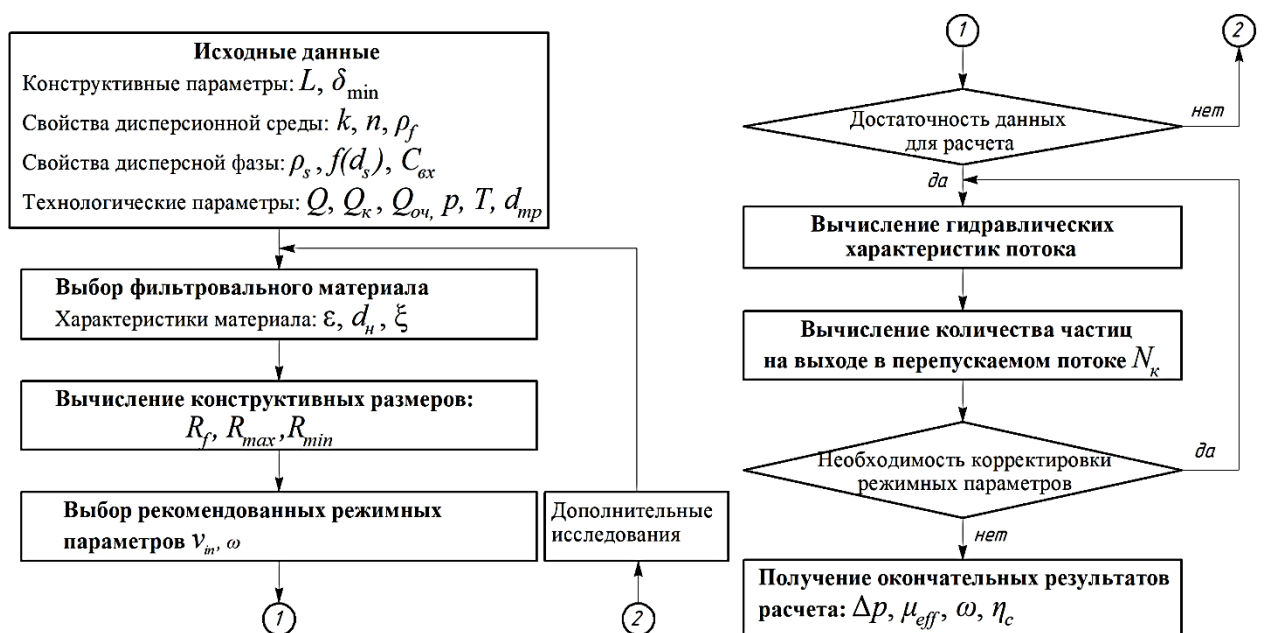 Исходные данные
Конструктивные параметры: L, δmin
Свойства дисперсионной среды: k, n, ρf
Свойства дисперсной фазы: ρs, f(ds), Cвх
Технологические параметры: Q, Qк, Qоч, p, T, dтр
Выбор фильтровального материала
Характеристики материала: ε, dн, ξ
Вычисление конструктивных размеров:
Rf, Rmax, Rmin
Выбор рекомендованных режимных
параметров vin, ω
1
Дополнительные
исследования
2
1
2
Достаточность данных
для расчета
нет
да
Вычисление гидравлических
характеристик потока
Вычисление количества частиц
на выходе в перепускаемом потоке Nк
Необходимость корректировки
режимных параметров
да
нет
Получение окончательных результатов
расчета: Δp, μeff, ω, ηc